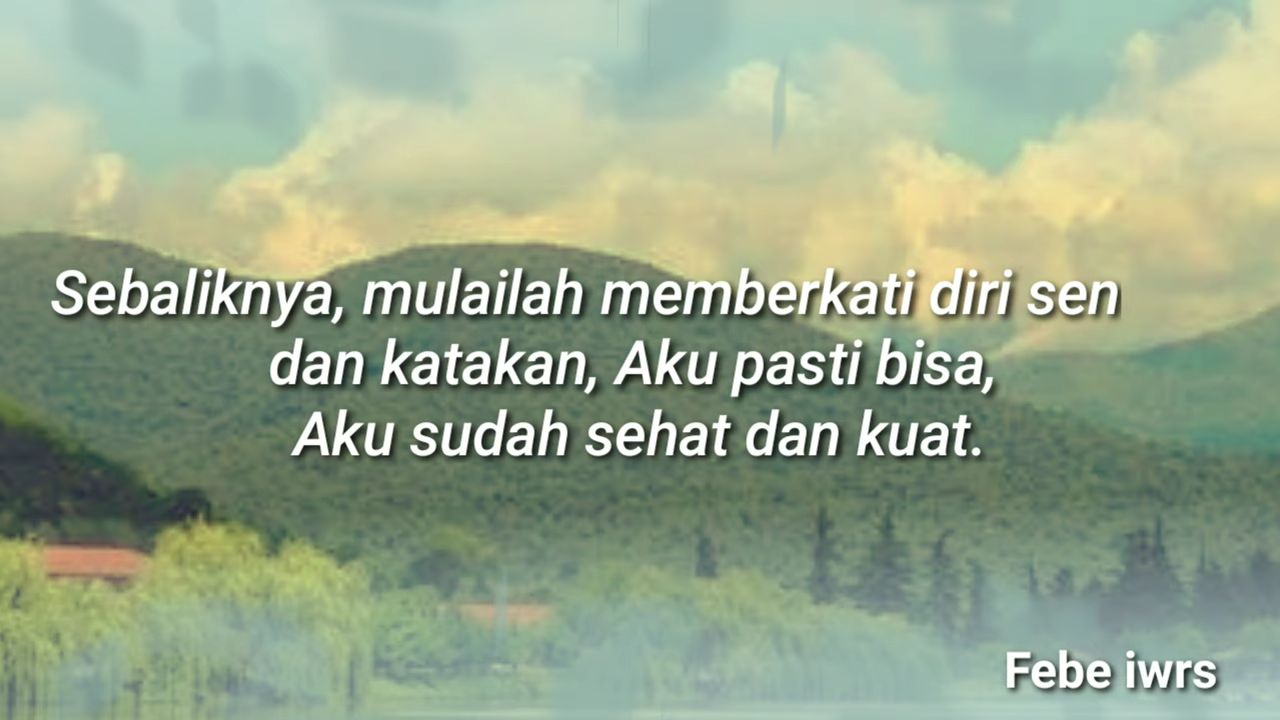 Sebaliknya, mulailah memberkati diri sen
dan katakan, Aku pasti bisa,
Aku sudah sehat dan kuat.
Febe iwrs